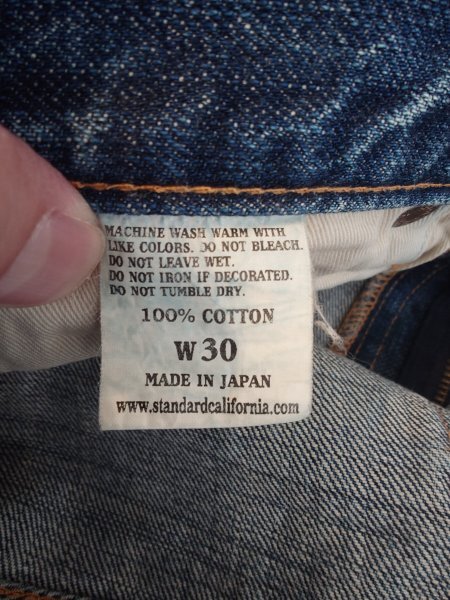 MACHINE WASH WARM WITH
LIKE COLORS. DO NOT BLEACH.
DO NOT LEAVE WET.
DO NOT IRON IF DECORATED.
DO NOT TUMBLE DRY.
100% COTTON
W30
MADE IN JAPAN
www.standardcalifornia.com